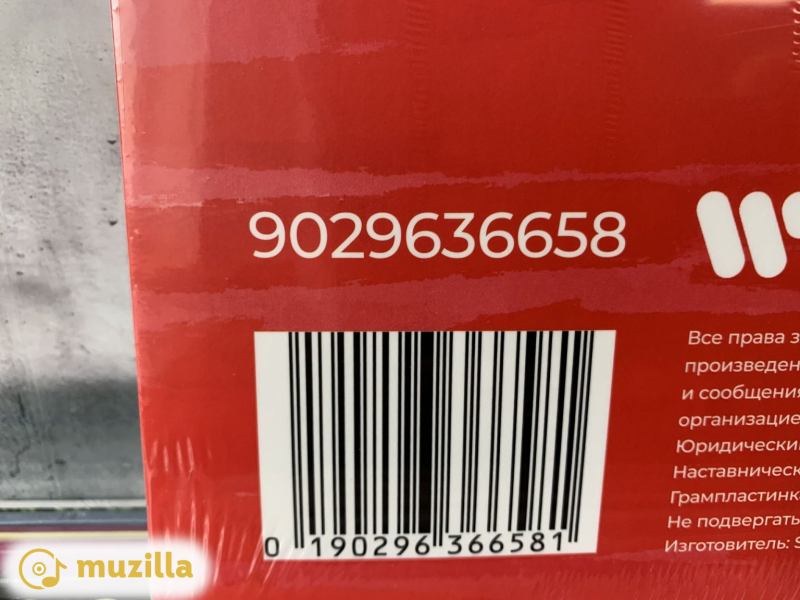 9029636658
Все права
произведен
и сообщения
организацие
Юридически
Наставническ
Грампластинк
Не подвергать
Изготовитель:
0 190296 366581
muzilla